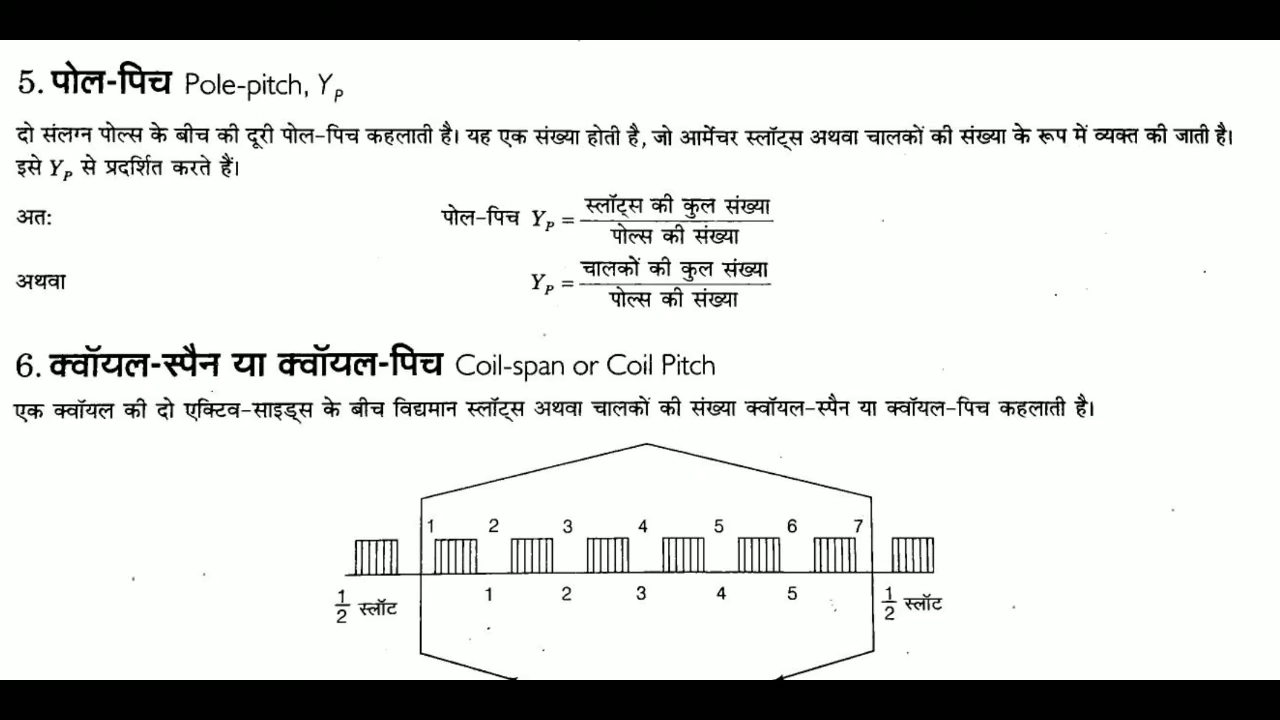 5. पोल-पिच Pole-pitch, Y_P
दो संलग्न पोल्स के बीच की दूरी पोल-पिच कहलाती है। यह एक संख्या होती है, जो आर्मेचर स्लॉट्स अथवा चालकों की संख्या के रूप में व्यक्त की जाती है।
इसे Y_P से प्रदर्शित करते हैं।
अतः पोल-पिच Y_P = स्लॉट्स की कुल संख्या / पोल्स की संख्या
अथवा Y_P = चालकों की कुल संख्या / पोल्स की संख्या
6. क्वॉयल-स्पैन या क्वॉयल-पिच Coil-span or Coil Pitch
एक क्वॉयल की दो एक्टिव-साइड्स के बीच विद्यमान स्लॉट्स अथवा चालकों की संख्या क्वॉयल-स्पैन या क्वॉयल-पिच कहलाती है।
1 2 3 4 5 6 7
1/2 स्लॉट 1 2 3 4 5 1/2 स्लॉट